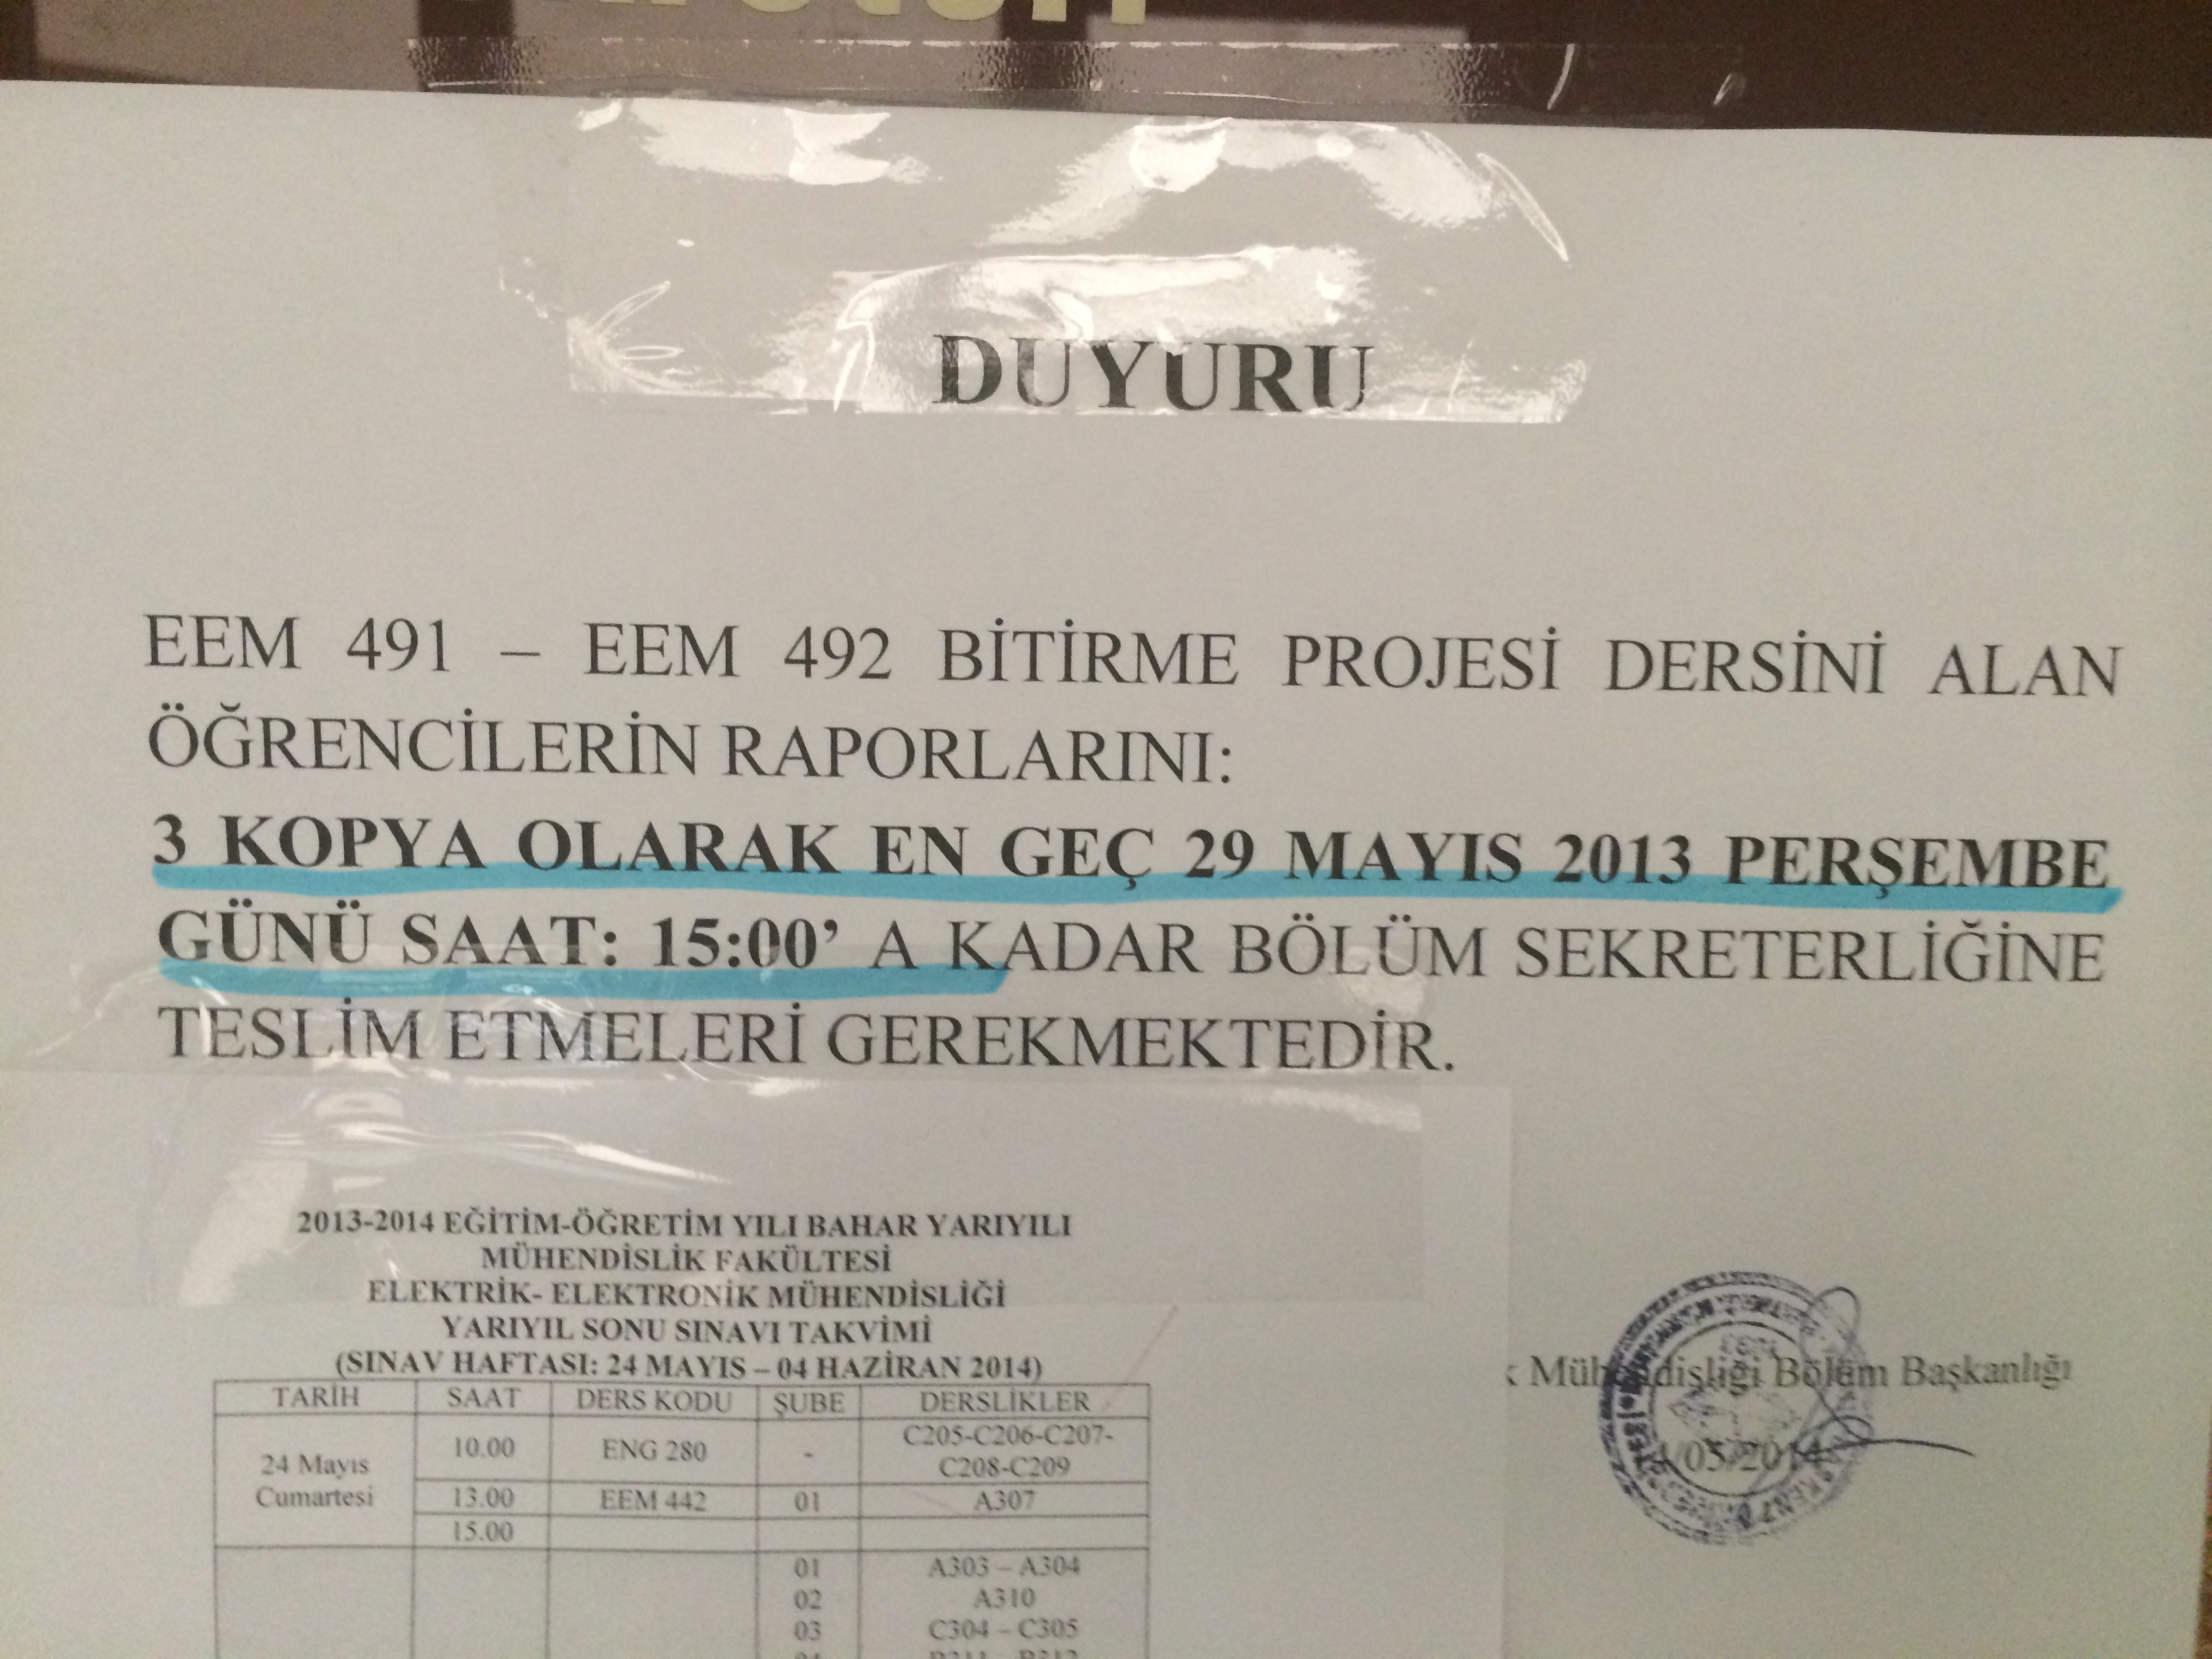 DUYURU
EEM 491 – EEM 492 BİTİRME PROJESİ DERSİNİ ALAN
ÖĞRENCİLERİN RAPORLARINI:
3 KOPYA OLARAK EN GEÇ 29 MAYIS 2013 PERŞEMBE
GÜNÜ SAAT: 15:00’ A KADAR BÖLÜM SEKRETERLİĞİNE
TESLİM ETMELERİ GEREKMEKTEDİR.
2013-2014 EĞİTİM-ÖĞRETİM YILI BAHAR YARIYILI
MÜHENDİSLİK FAKÜLTESİ
ELEKTRİK- ELEKTRONİK MÜHENDİSLİĞİ
YARIYIL SONU SINAVI TAKVİMİ
(SINAV HAFTASI: 24 MAYIS – 04 HAZİRAN 2014)
TARİH SAAT DERS KODU ŞUBE DERSLİKLER
24 Mayıs Cumartesi
10.00 ENG 280 - C205-C206-C207-
C208-C209
13.00 EEM 442 01 A307
15.00
01 A303 – A304
02 A310
03 C304 – C305
k Mühendisliği Bölüm Başkanlığı
/05/2014